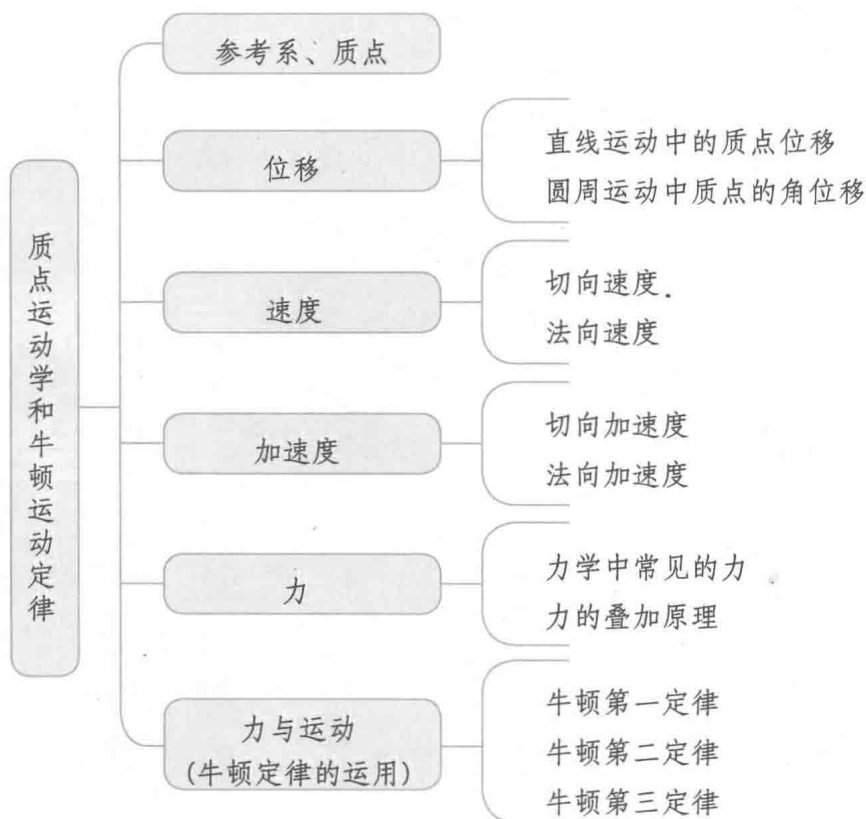 质点运动学和牛顿运动定律
参考系、质点
位移
直线运动中的质点位移
圆周运动中质点的角位移
速度
切向速度.
法向速度
加速度
切向加速度
法向加速度
力
力学中常见的力
力的叠加原理
力与运动
(牛顿定律的运用)
牛顿第一定律
牛顿第二定律
牛顿第三定律